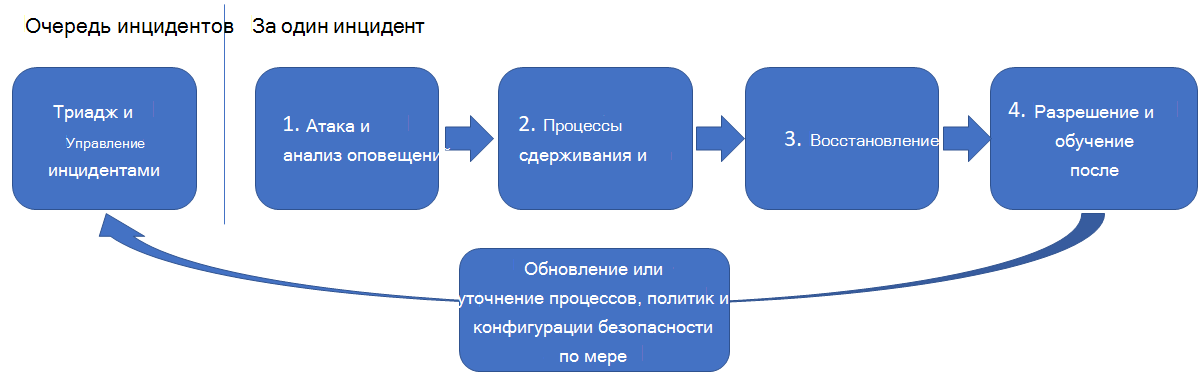 Очередь инцидентов
За один инцидент
Триадж и
Управление
инцидентами
1. Атака и
анализ оповещений
2. Процессы
сдерживания и
3. Восстановление
4. Разрешение и
обучение
после
Обновление или
уточнение процессов, политик и
конфигурации безопасности
по мере